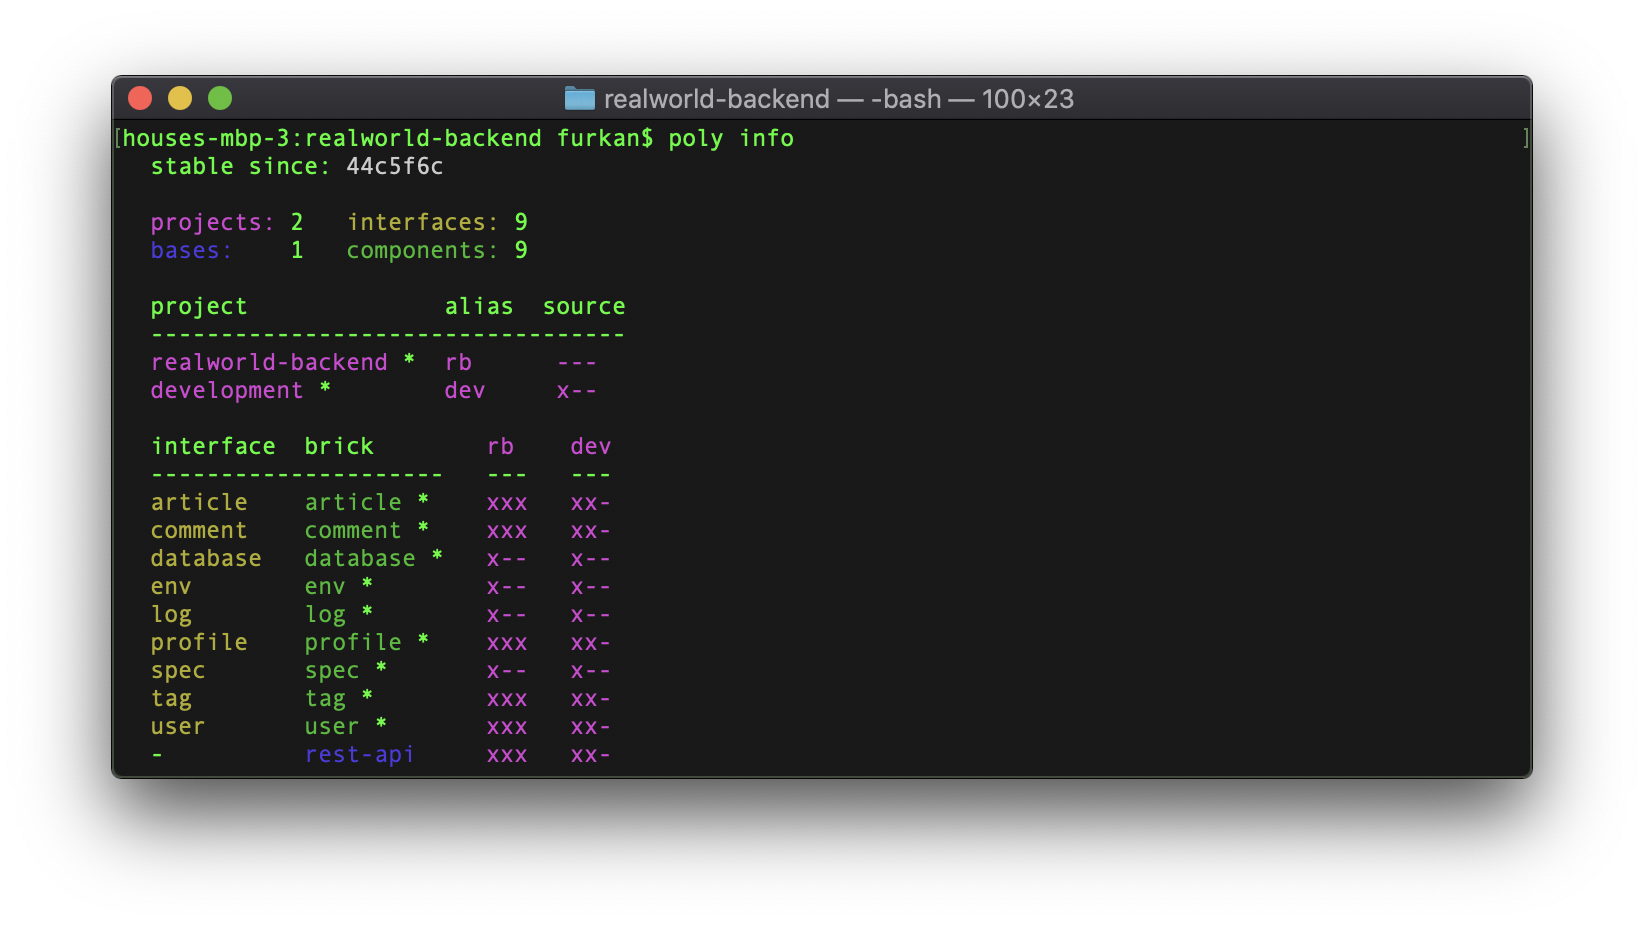 realworld-backend — -bash — 100×23
[houses-mbp-3:realworld-backend furkan$ poly info ]
stable since: 44c5f6c
projects: 2   interfaces: 9
bases:    1   components: 9
project              alias  source
----------------------------------
realworld-backend *  rb      ---
development *        dev     x--
interface  brick        rb    dev
---------------------   ---   ---
article    article *    xxx   xx-
comment    comment *    xxx   xx-
database   database *   x--   x--
env        env *        x--   x--
log        log *        x--   x--
profile    profile *    xxx   xx-
spec       spec *       x--   x--
tag        tag *        xxx   xx-
user       user *       xxx   xx-
-          rest-api     xxx   xx-